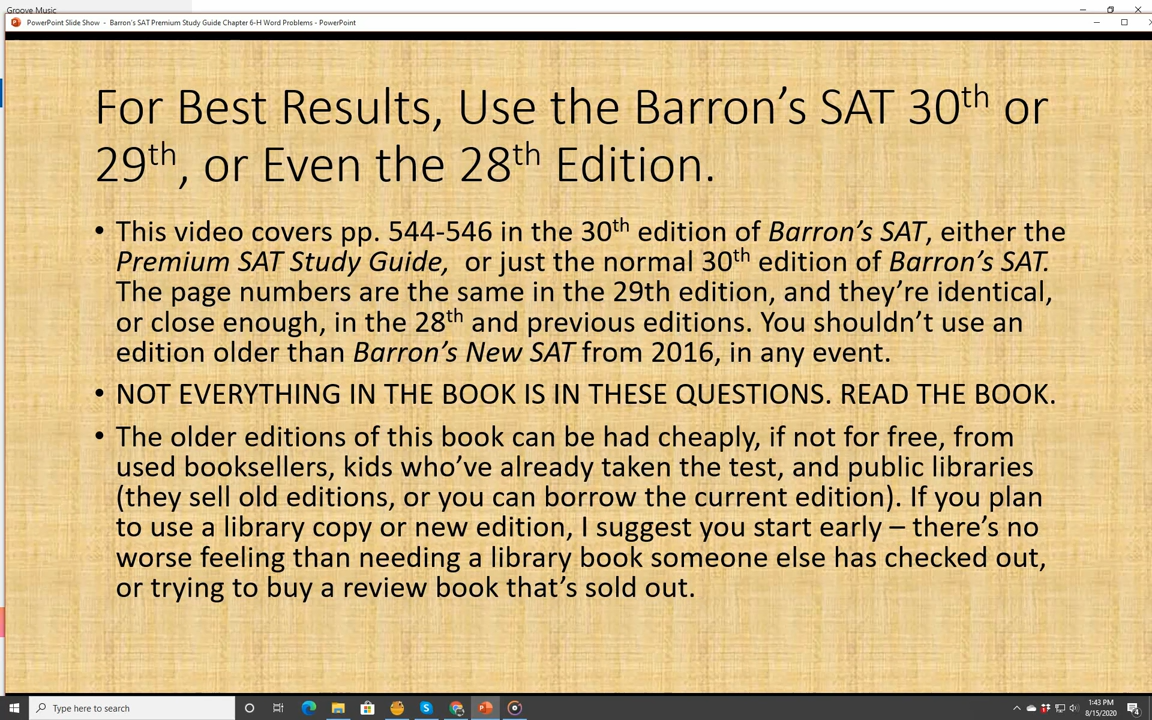 Groove Music
PowerPoint Slide Show - Barron's SAT Premium Study Guide Chapter 6-H Word Problems - PowerPoint
For Best Results, Use the Barron's SAT 30th or
29th, or Even the 28th Edition.
• This video covers pp. 544-546 in the 30th edition of Barron's SAT, either the
Premium SAT Study Guide, or just the normal 30th edition of Barron's SAT.
The page numbers are the same in the 29th edition, and they're identical,
or close enough, in the 28th and previous editions. You shouldn't use an
edition older than Barron's New SAT from 2016, in any event.
• NOT EVERYTHING IN THE BOOK IS IN THESE QUESTIONS. READ THE BOOK.
• The older editions of this book can be had cheaply, if not for free, from
used booksellers, kids who've already taken the test, and public libraries
(they sell old editions, or you can borrow the current edition). If you plan
to use a library copy or new edition, I suggest you start early – there's no
worse feeling than needing a library book someone else has checked out,
or trying to buy a review book that's sold out.
Type here to search
1:43 PM
8/15/2020
4